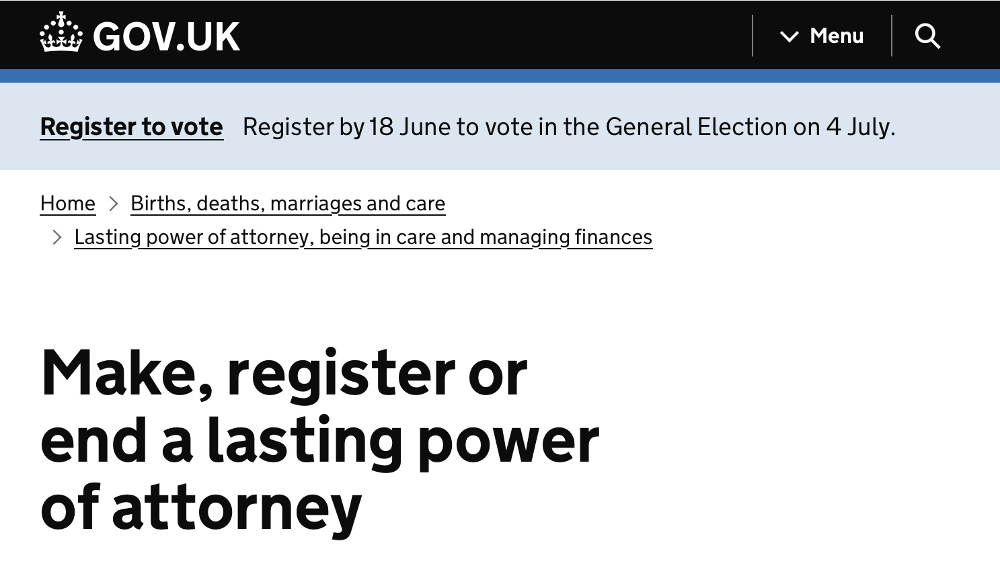 GOV.UK
Menu
Register to vote Register by 18 June to vote in the General Election on 4 July.
Home Births, deaths, marriages and care
Lasting power of attorney, being in care and managing finances
Make, register or
end a lasting power
of attorney